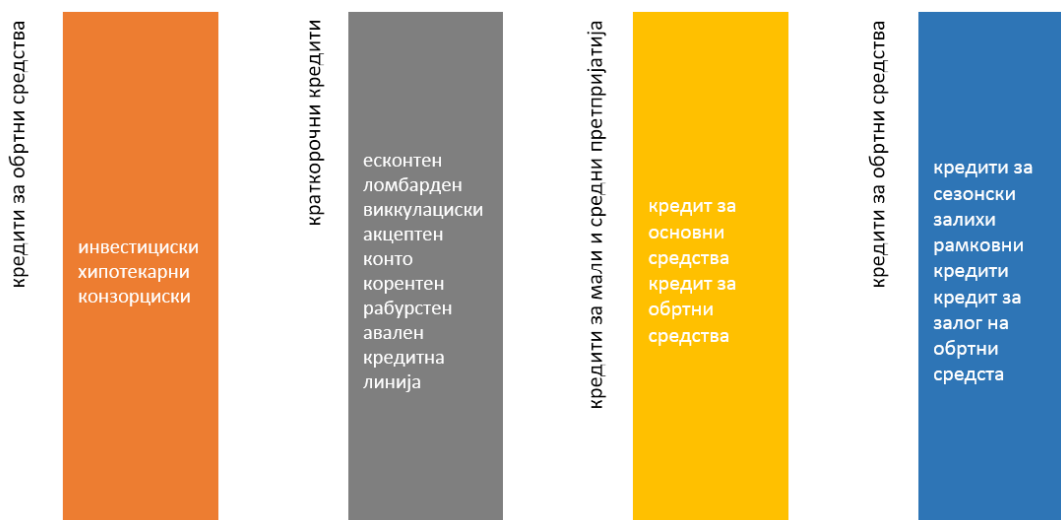 кредити за обртни средства
инвестициски
хипотекарни
конзорциски
краткорочни кредити
есконтен
ломбарден
виккулациски
акцептен
конто
корентен
рабурстен
авален
кредитна
линија
кредити за мали и средни претпријатија
кредит за
основни
средства
кредит за
обртни
средства
кредити за обртни средства
кредити за
сезонски
залихи
рамковни
кредити
кредит за
залог на
обртни
средста